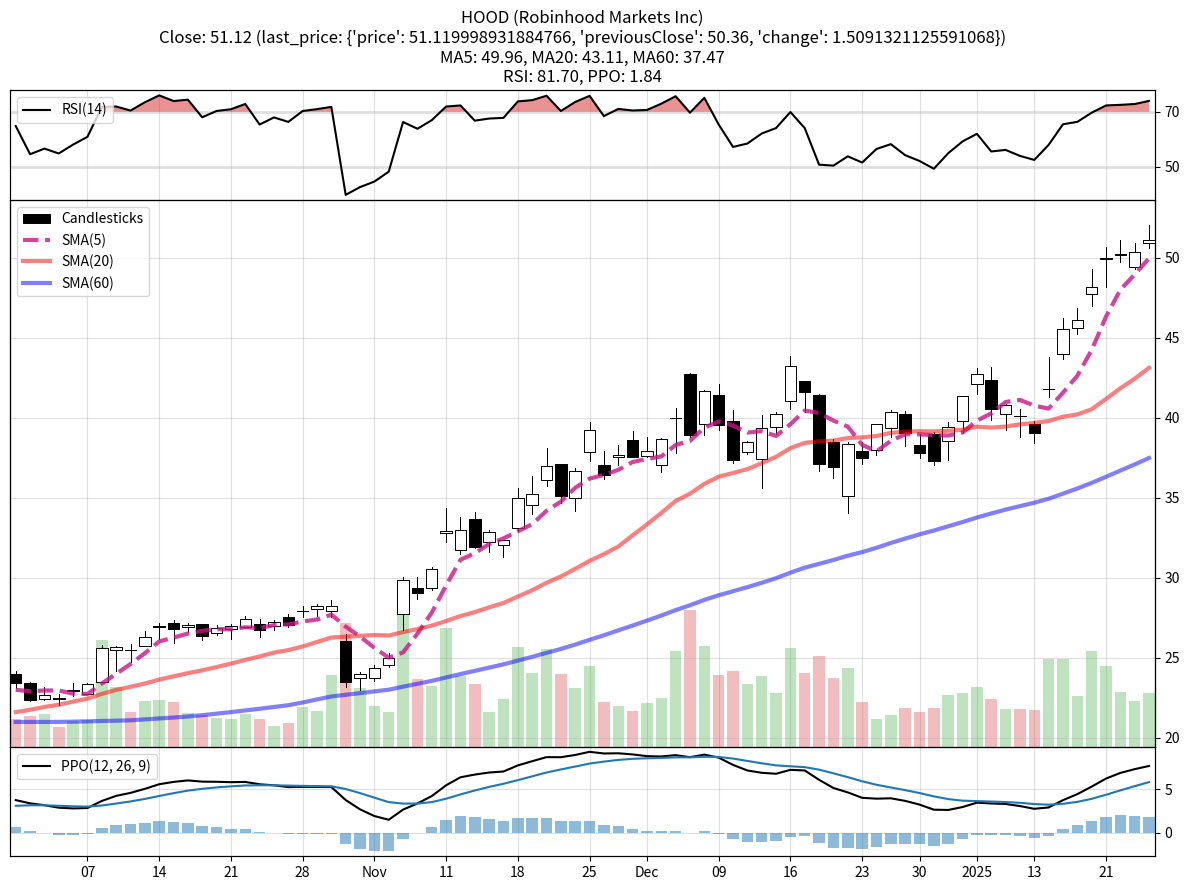 HOOD (Robinhood Markets Inc)
Close: 51.12 (last_price: {'price': 51.119998931884766, 'previousClose': 50.36, 'change': 1.5091321125591068})
MA5: 49.96, MA20: 43.11, MA60: 37.47
RSI: 81.70, PPO: 1.84
RSI(14)
70
50
Candlesticks
SMA(5)
SMA(20)
SMA(60)
50
45
40
35
30
25
20
PPO(12, 26, 9)
5
0
07 14 21 28 Nov 11 18 25 Dec 09 16 23 30 2025 13 21